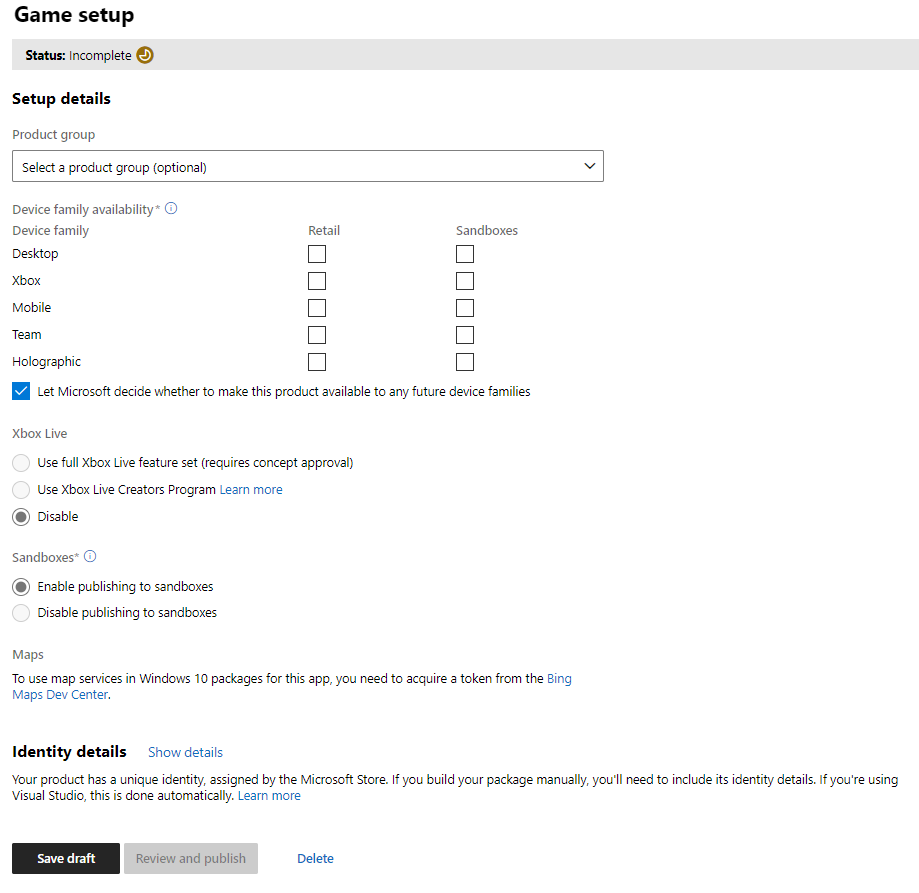 Game setup
Status: Incomplete
Setup details
Product group
Select a product group (optional)
Device family availability*
Device family Retail Sandboxes
Desktop
Xbox
Mobile
Team
Holographic
Let Microsoft decide whether to make this product available to any future device families
Xbox Live
Use full Xbox Live feature set (requires concept approval)
Use Xbox Live Creators Program Learn more
Disable
Sandboxes*
Enable publishing to sandboxes
Disable publishing to sandboxes
Maps
To use map services in Windows 10 packages for this app, you need to acquire a token from the Bing
Maps Dev Center.
Identity details Show details
Your product has a unique identity, assigned by the Microsoft Store. If you build your package manually, you'll need to include its identity details. If you're using
Visual Studio, this is done automatically. Learn more
Save draft Review and publish Delete